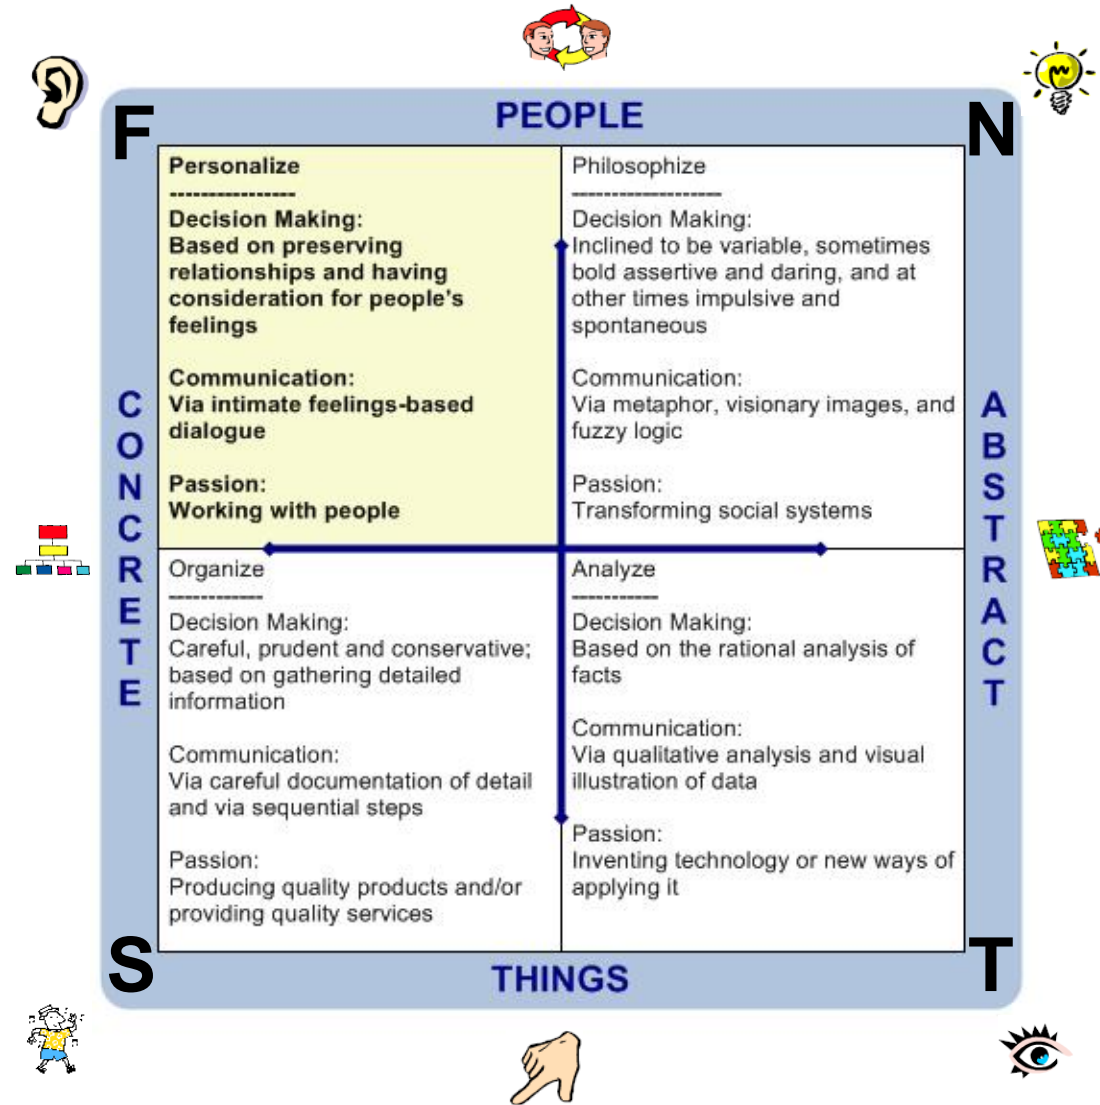 PEOPLE
F
N
Personalize
----------------
Decision Making:
Based on preserving
relationships and having
consideration for people's
feelings
Communication:
Via intimate feelings-based
dialogue
Passion:
Working with people
Philosophize
-------------------
Decision Making:
Inclined to be variable, sometimes
bold assertive and daring, and at
other times impulsive and
spontaneous
Communication:
Via metaphor, visionary images, and
fuzzy logic
Passion:
Transforming social systems
CONCRETE
ABSTRACT
Organize
------------
Decision Making:
Careful, prudent and conservative;
based on gathering detailed
information
Communication:
Via careful documentation of detail
and via sequential steps
Passion:
Producing quality products and/or
providing quality services
Analyze
-----------
Decision Making:
Based on the rational analysis of
facts
Communication:
Via qualitative analysis and visual
illustration of data
Passion:
Inventing technology or new ways of
applying it
S
T
THINGS